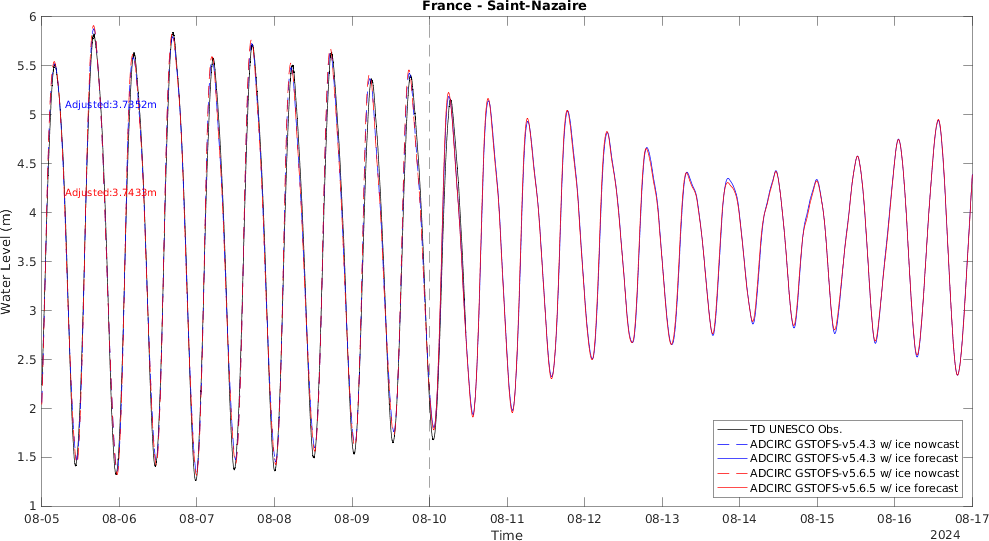 France - Saint-Nazaire
Water Level (m)
6
5.5
5
4.5
4
3.5
3
2.5
2
1.5
1
Adjusted:3.7352m
Adjusted:3.7433m
TD UNESCO Obs.
ADCIRC GSTOFS-v5.4.3 w/ ice nowcast
ADCIRC GSTOFS-v5.4.3 w/ ice forecast
ADCIRC GSTOFS-v5.6.5 w/ ice nowcast
ADCIRC GSTOFS-v5.6.5 w/ ice forecast
08-05 08-06 08-07 08-08 08-09 08-10 08-11 08-12 08-13 08-14 08-15 08-16 08-17
Time
2024